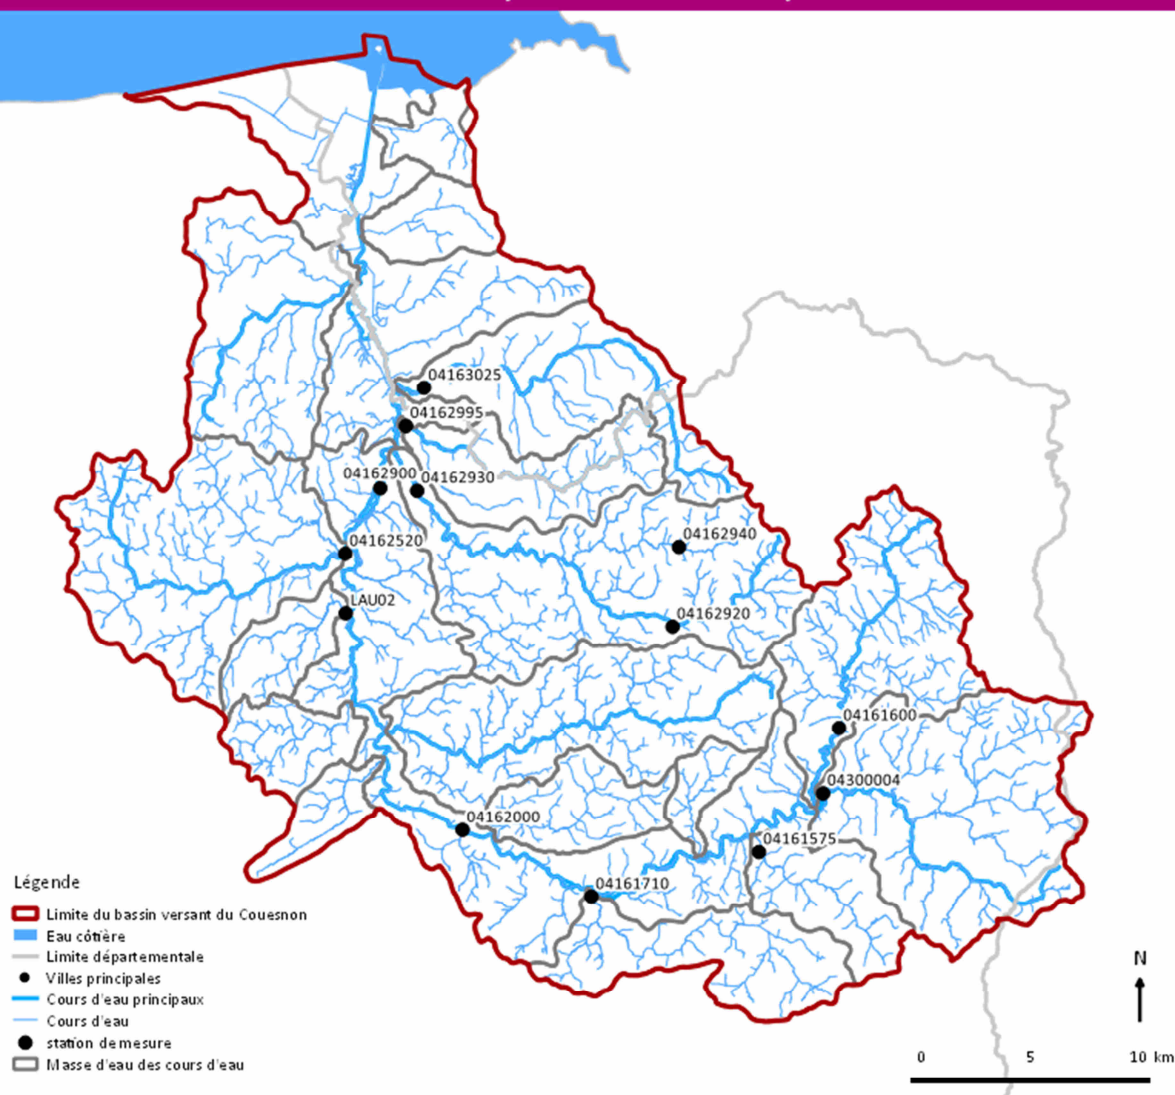 04163025
04162995
04162900
04162930
04162940
04162520
LAU02
04162920
04161600
04300004
04162000
04161575
04161710
Légende
Limite du bassin versant du Couesnon
Eau côtière
Limite départementale
Villes principales
Cours d'eau principaux
Cours d'eau
station de mesure
Masse d'eau des cours d'eau
N
0 5 10 km